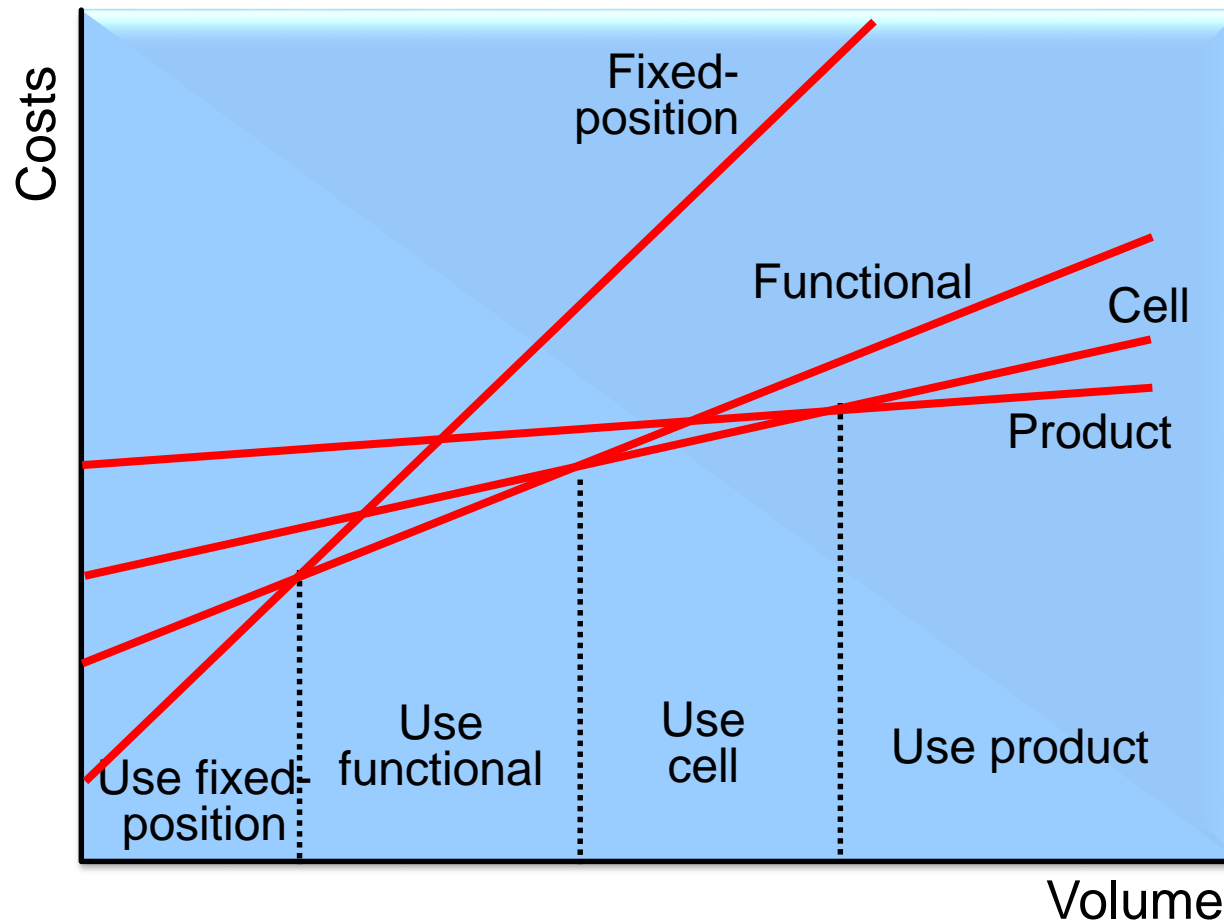 Costs
Fixed-
position
Functional
Cell
Product
Use fixed-
position
Use
functional
Use
cell
Use product
Volume